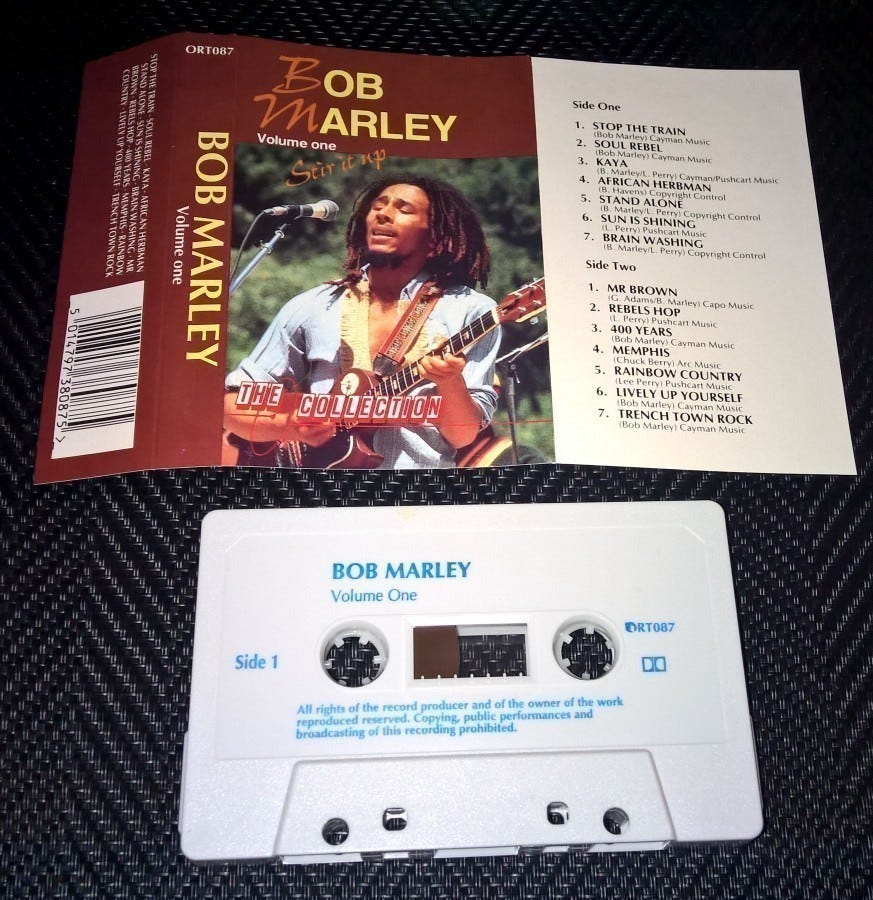 STOP THE TRAIN · SOUL REBEL · KAYA · AFRICAN HERBMAN
STAND ALONE · SUN IS SHINING · BRAIN WASHING · MR
BROWN · REBELS HOP · 400 YEARS · MEMPHIS · RAINBOW
COUNTRY · LIVELY UP YOURSELF · TRENCH TOWN ROCK
5 014797 380875 >
ORT087
BOB MARLEY
Volume one
BOB
MARLEY
Volume one
Stir it up
THE COLLECTION
Side One
1. STOP THE TRAIN
(Bob Marley) Cayman Music
2. SOUL REBEL
(Bob Marley) Cayman Music
3. KAYA
(B. Marley/L. Perry) Cayman/Pushcart Music
4. AFRICAN HERBMAN
(B. Havens) Copyright Control
5. STAND ALONE
(B. Marley/L. Perry) Copyright Control
6. SUN IS SHINING
(L. Perry) Pushcart Music
7. BRAIN WASHING
(B. Marley/L. Perry) Copyright Control
Side Two
1. MR BROWN
(G. Adams/B. Marley) Capo Music
2. REBELS HOP
(L. Perry) Pushcart Music
3. 400 YEARS
(Bob Marley) Cayman Music
4. MEMPHIS
(Chuck Berry) Arc Music
5. RAINBOW COUNTRY
(Lee Perry) Pushcart Music
6. LIVELY UP YOURSELF
(Bob Marley) Cayman Music
7. TRENCH TOWN ROCK
(Bob Marley) Cayman Music
BOB MARLEY
Volume One
ORT087
Side 1
All rights of the record producer and of the owner of the work
reproduced reserved. Copying, public performances and
broadcasting of this recording prohibited.